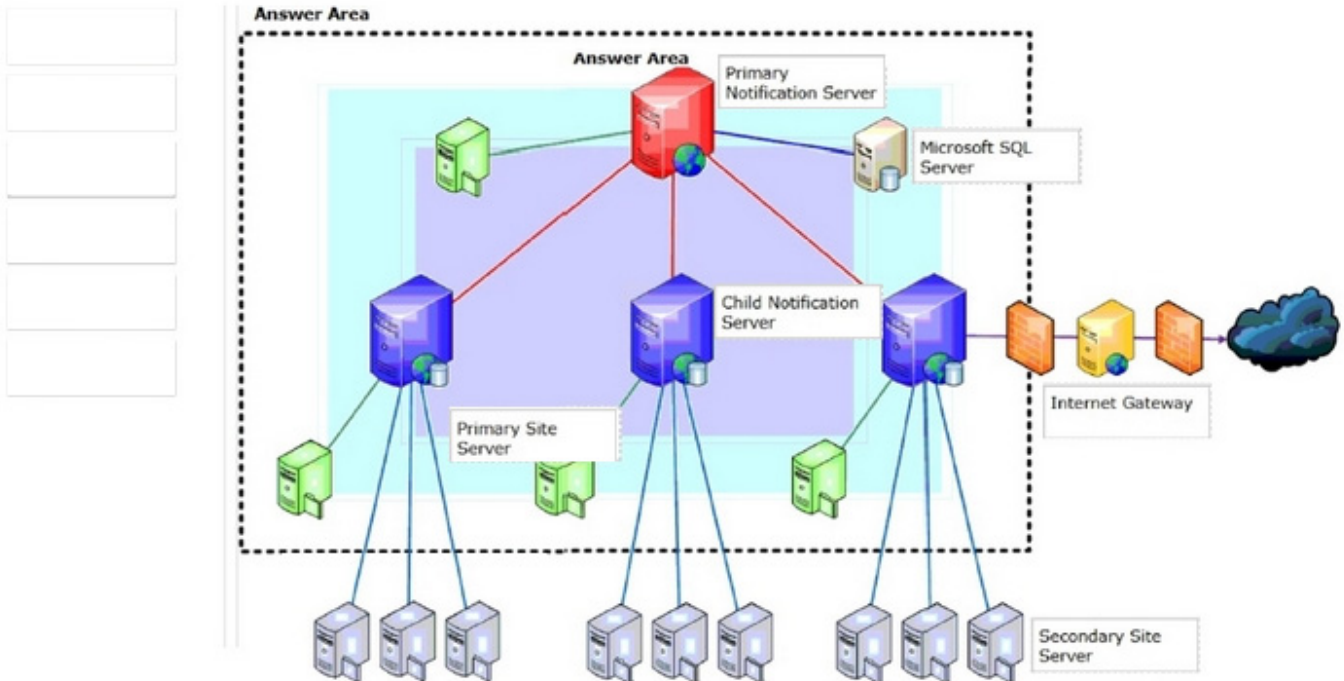 Answer Area
Answer Area
Primary
Notification Server
Microsoft SQL
Server
Child Notification
Server
Internet Gateway
Primary Site
Server
Secondary Site
Server